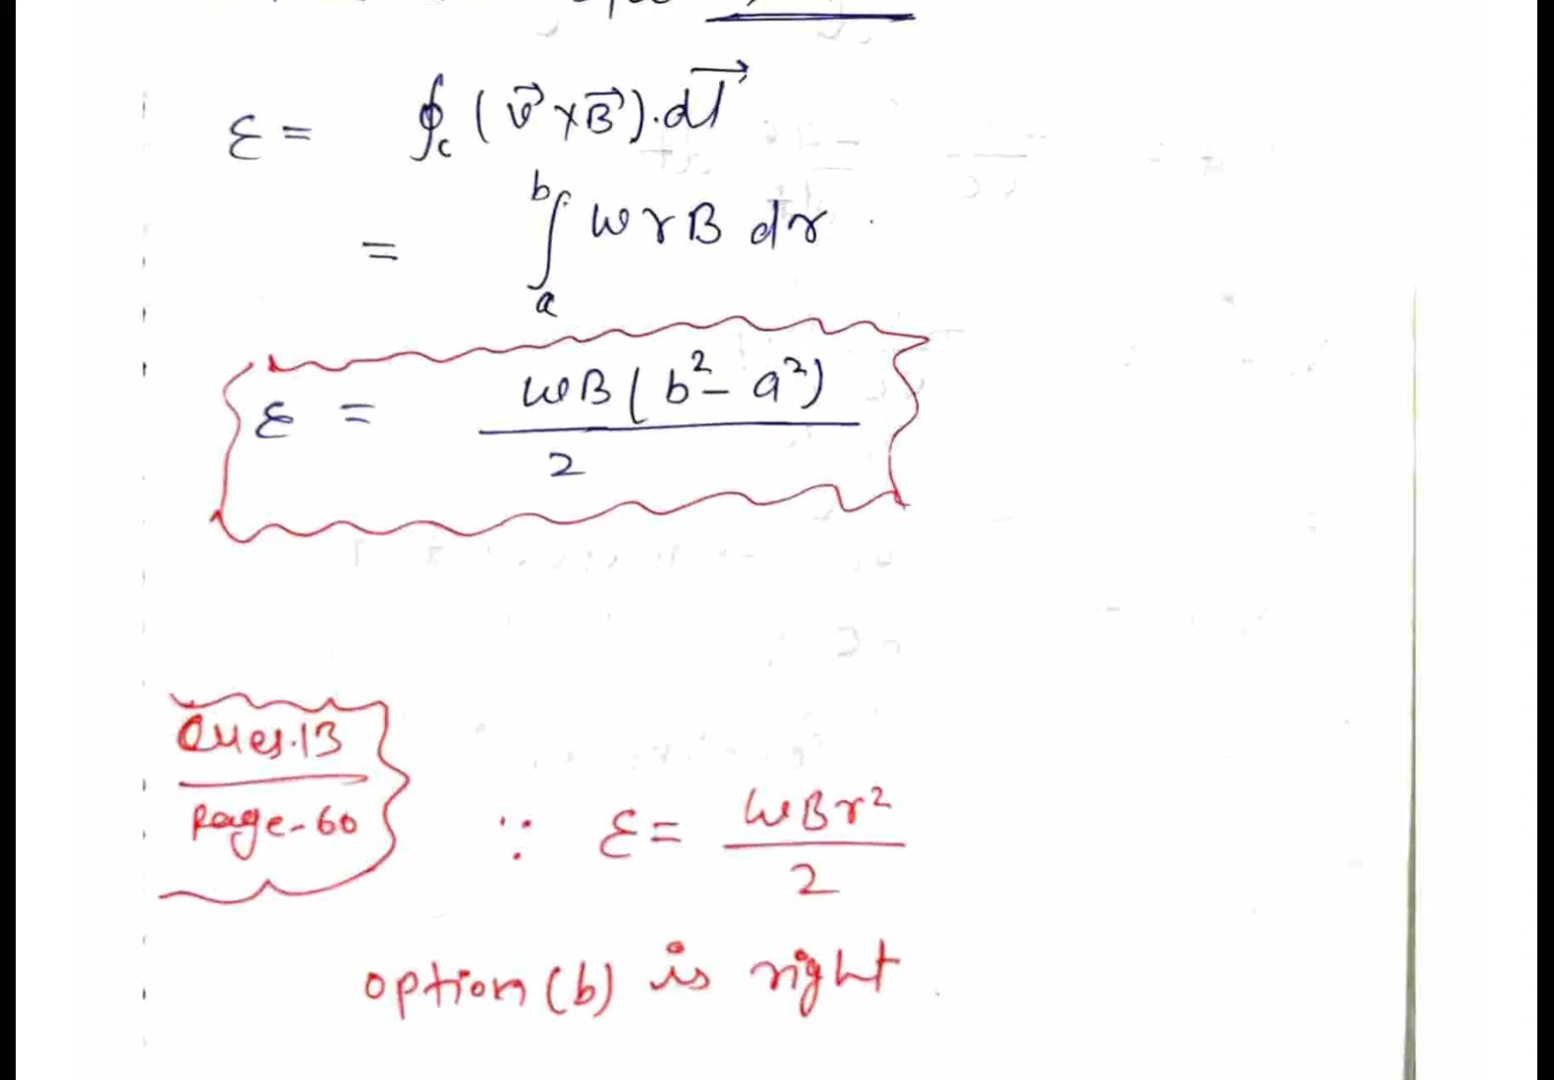 ε = ∮c (v⃗ × B⃗).dl⃗
= ∫ₐᵇ ωrB dr
ε = ωB(b² - a²) / 2
Ques.13
Page-60
∵ ε = ωBr² / 2
option (b) is right